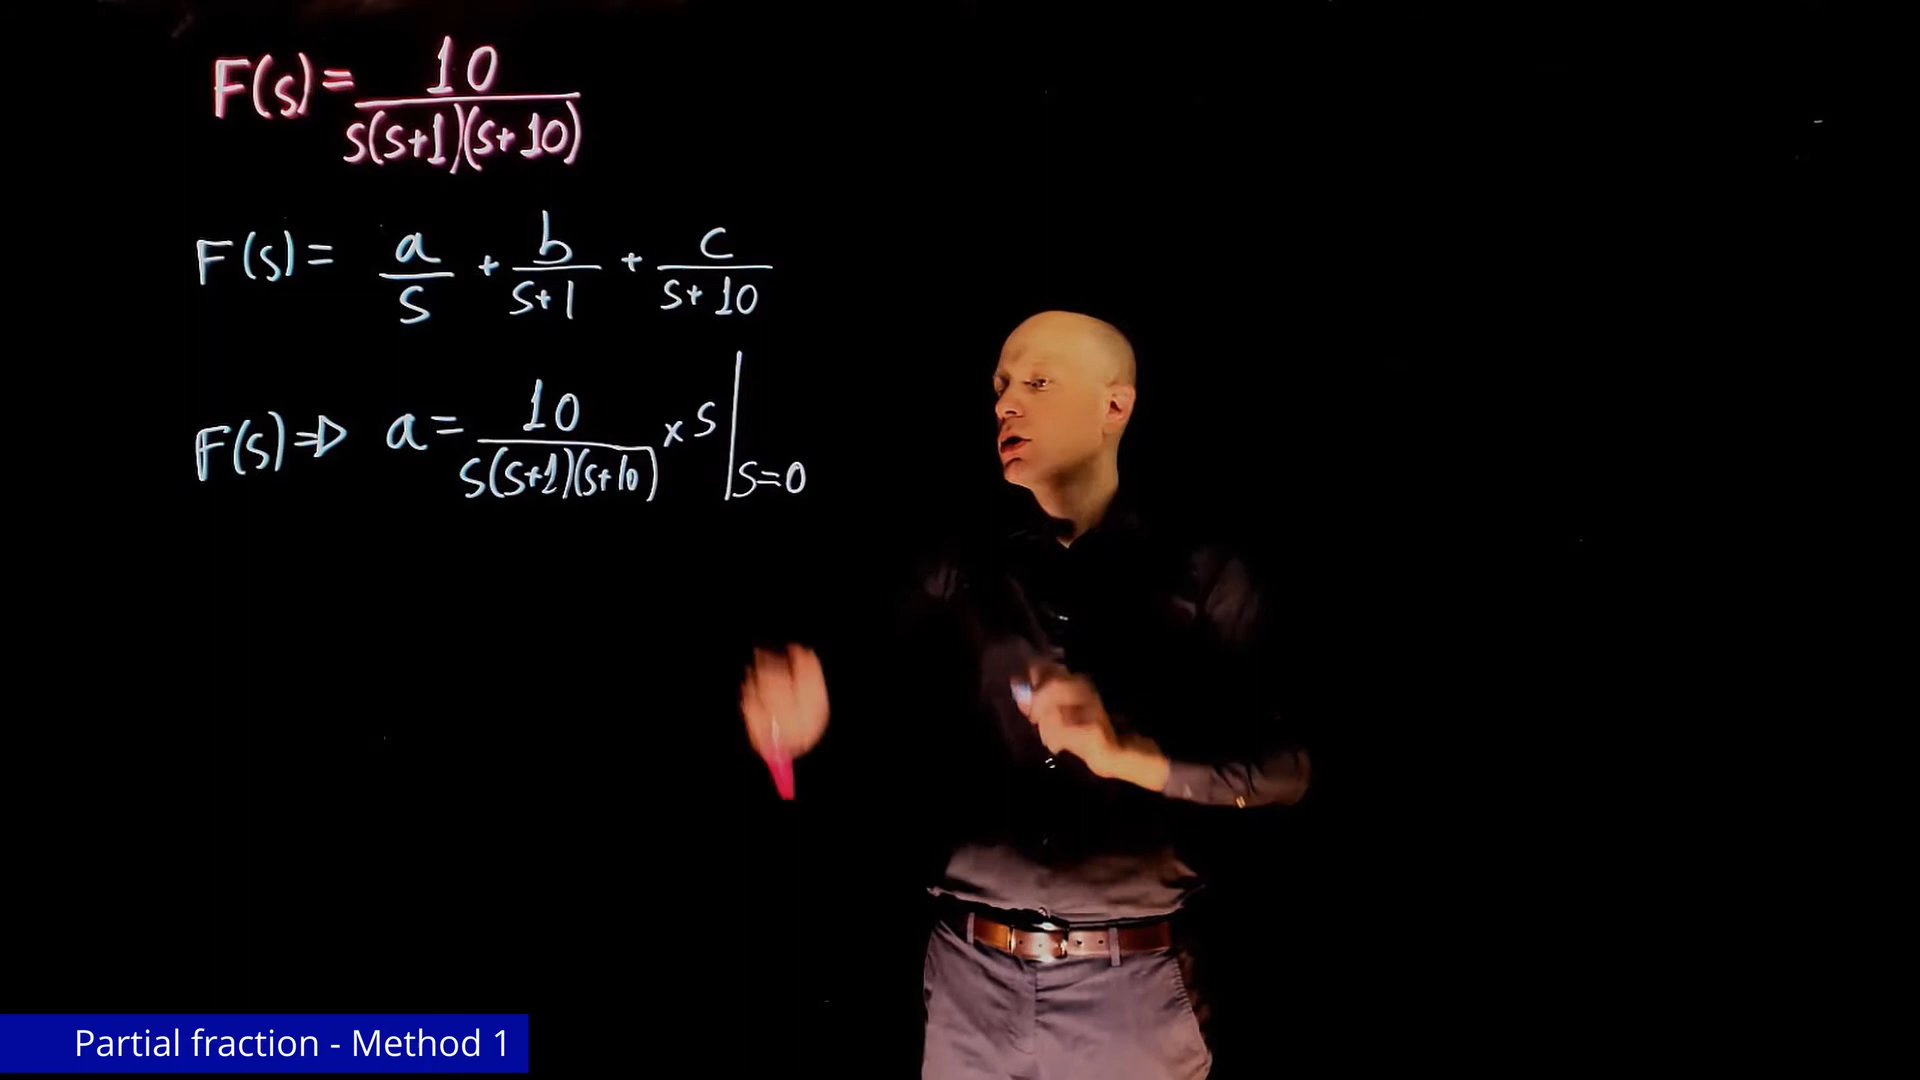 F(s)= 10/s(s+1)(s+10)
F(s)= a/s + b/s+1 + c/s+10
F(s)⇒ a= 10/s(s+1)(s+10) × s |s=0
Partial fraction - Method 1